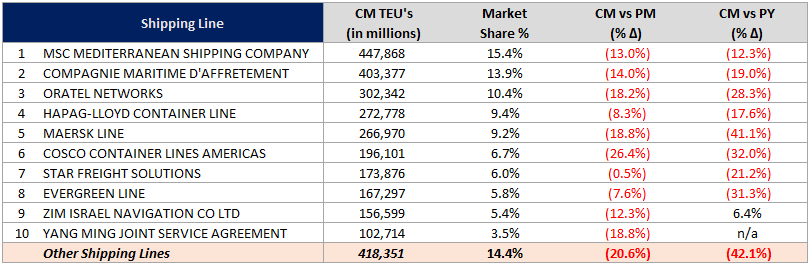 Shipping Line CM TEU's (in millions) Market Share % CM vs PM (% Δ) CM vs PY (% Δ)
1 MSC MEDITERRANEAN SHIPPING COMPANY 447,868 15.4% (13.0%) (12.3%)
2 COMPAGNIE MARITIME D'AFFRETEMENT 403,377 13.9% (14.0%) (19.0%)
3 ORATEL NETWORKS 302,342 10.4% (18.2%) (28.3%)
4 HAPAG-LLOYD CONTAINER LINE 272,778 9.4% (8.3%) (17.6%)
5 MAERSK LINE 266,970 9.2% (18.8%) (41.1%)
6 COSCO CONTAINER LINES AMERICAS 196,101 6.7% (26.4%) (32.0%)
7 STAR FREIGHT SOLUTIONS 173,876 6.0% (0.5%) (21.2%)
8 EVERGREEN LINE 167,297 5.8% (7.6%) (31.3%)
9 ZIM ISRAEL NAVIGATION CO LTD 156,599 5.4% (12.3%) 6.4%
10 YANG MING JOINT SERVICE AGREEMENT 102,714 3.5% (18.8%) n/a
Other Shipping Lines 418,351 14.4% (20.6%) (42.1%)